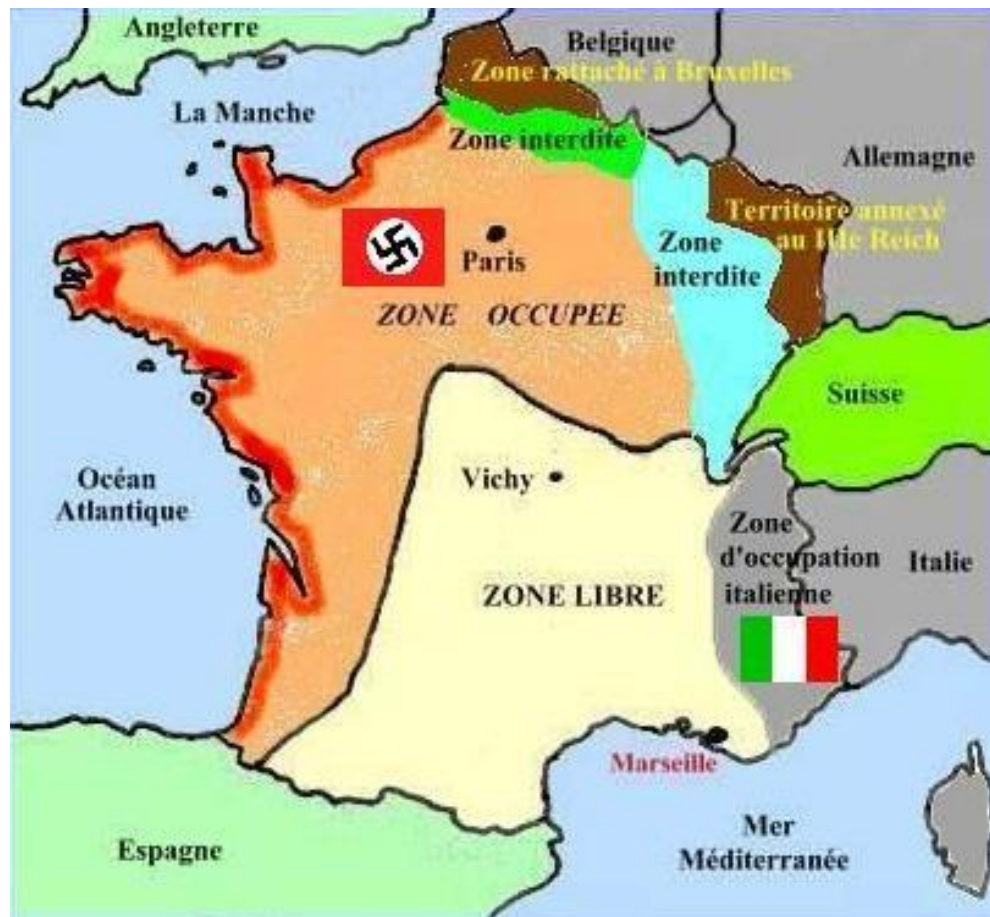 Angleterre
Belgique
Zone rattaché à Bruxelles
La Manche
Zone interdite
Allemagne
Territoire annexé
au IIIe Reich
Zone
interdite
Paris
ZONE OCCUPEE
Suisse
Vichy
Océan
Atlantique
Zone
d'occupation
italienne
Italie
ZONE LIBRE
Marseille
Mer
Méditerranée
Espagne